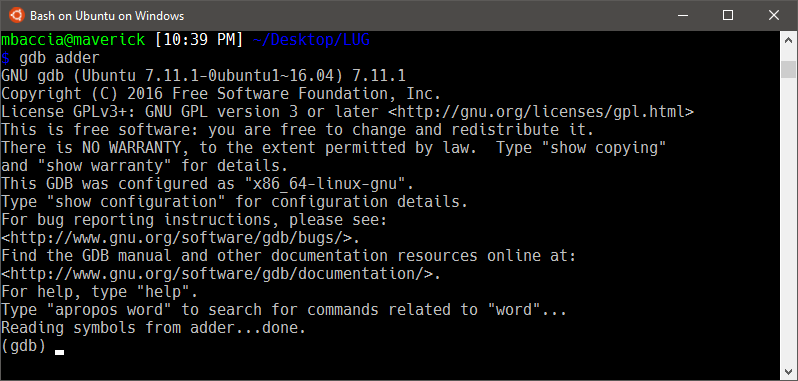 Bash on Ubuntu on Windows
mbaccia@maverick [10:39 PM] ~/Desktop/LUG
$ gdb adder
GNU gdb (Ubuntu 7.11.1-0ubuntu1~16.04) 7.11.1
Copyright (C) 2016 Free Software Foundation, Inc.
License GPLv3+: GNU GPL version 3 or later <http://gnu.org/licenses/gpl.html>
This is free software: you are free to change and redistribute it.
There is NO WARRANTY, to the extent permitted by law.  Type "show copying"
and "show warranty" for details.
This GDB was configured as "x86_64-linux-gnu".
Type "show configuration" for configuration details.
For bug reporting instructions, please see:
<http://www.gnu.org/software/gdb/bugs/>.
Find the GDB manual and other documentation resources online at:
<http://www.gnu.org/software/gdb/documentation/>.
For help, type "help".
Type "apropos word" to search for commands related to "word"...
Reading symbols from adder...done.
(gdb)